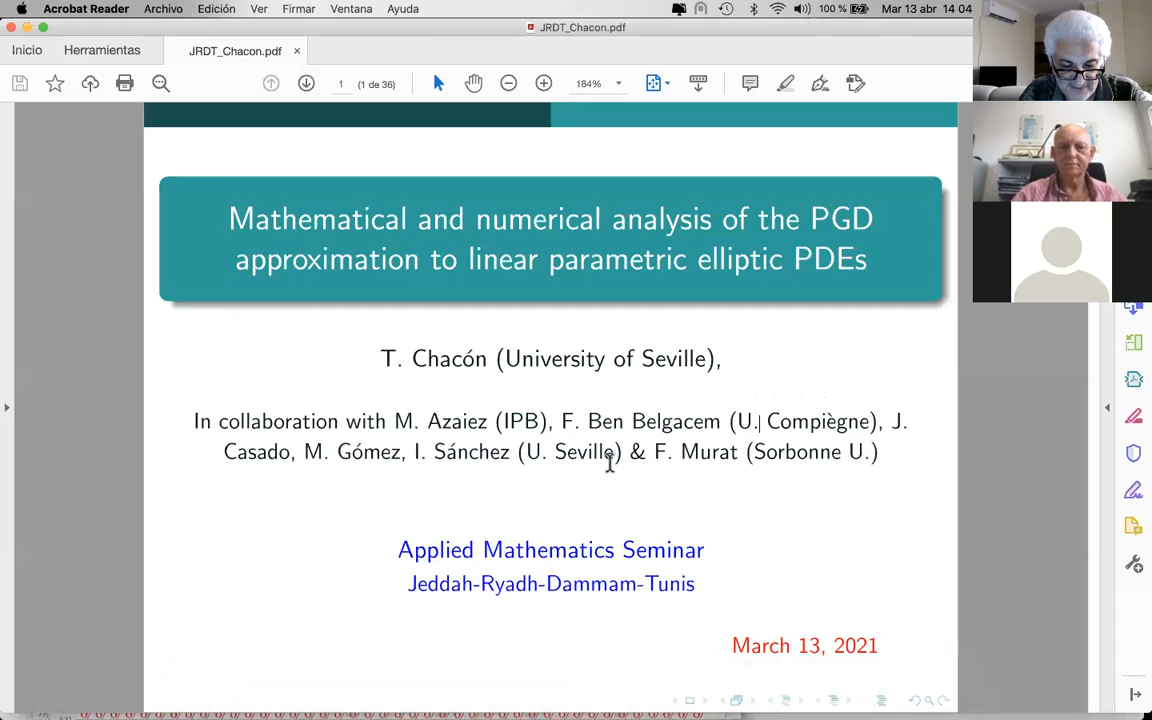 Acrobat Reader Archivo Edición Ver Firmar Ventana Ayuda 100 % Mar 13 abr 14 04
JRDT_Chacon.pdf
Inicio Herramientas JRDT_Chacon.pdf ×
1 (1 de 36) 184%
Mathematical and numerical analysis of the PGD
approximation to linear parametric elliptic PDEs
T. Chacón (University of Seville),
In collaboration with M. Azaiez (IPB), F. Ben Belgacem (U. Compiègne), J.
Casado, M. Gómez, I. Sánchez (U. Seville) & F. Murat (Sorbonne U.)
Applied Mathematics Seminar
Jeddah-Ryadh-Dammam-Tunis
March 13, 2021